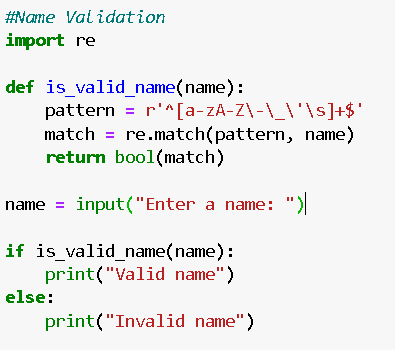 #Name Validation
import re
def is_valid_name(name):
    pattern = r'^[a-zA-Z\-\_\'\s]+$'
    match = re.match(pattern, name)
    return bool(match)
name = input("Enter a name: ")
if is_valid_name(name):
    print("Valid name")
else:
    print("Invalid name")